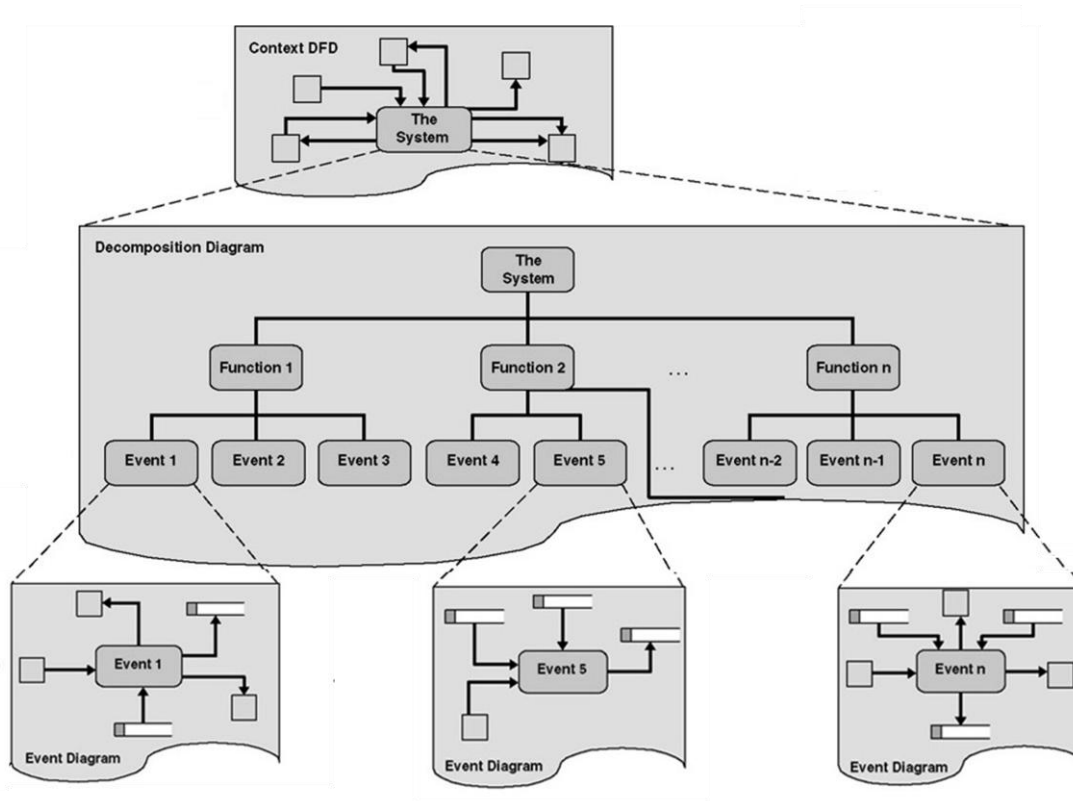 Context DFD
The
System
Decomposition Diagram
The
System
Function 1
Function 2
...
Function n
Event 1
Event 2
Event 3
Event 4
Event 5
...
Event n-2
Event n-1
Event n
Event 1
Event Diagram
Event 5
Event Diagram
Event n
Event Diagram